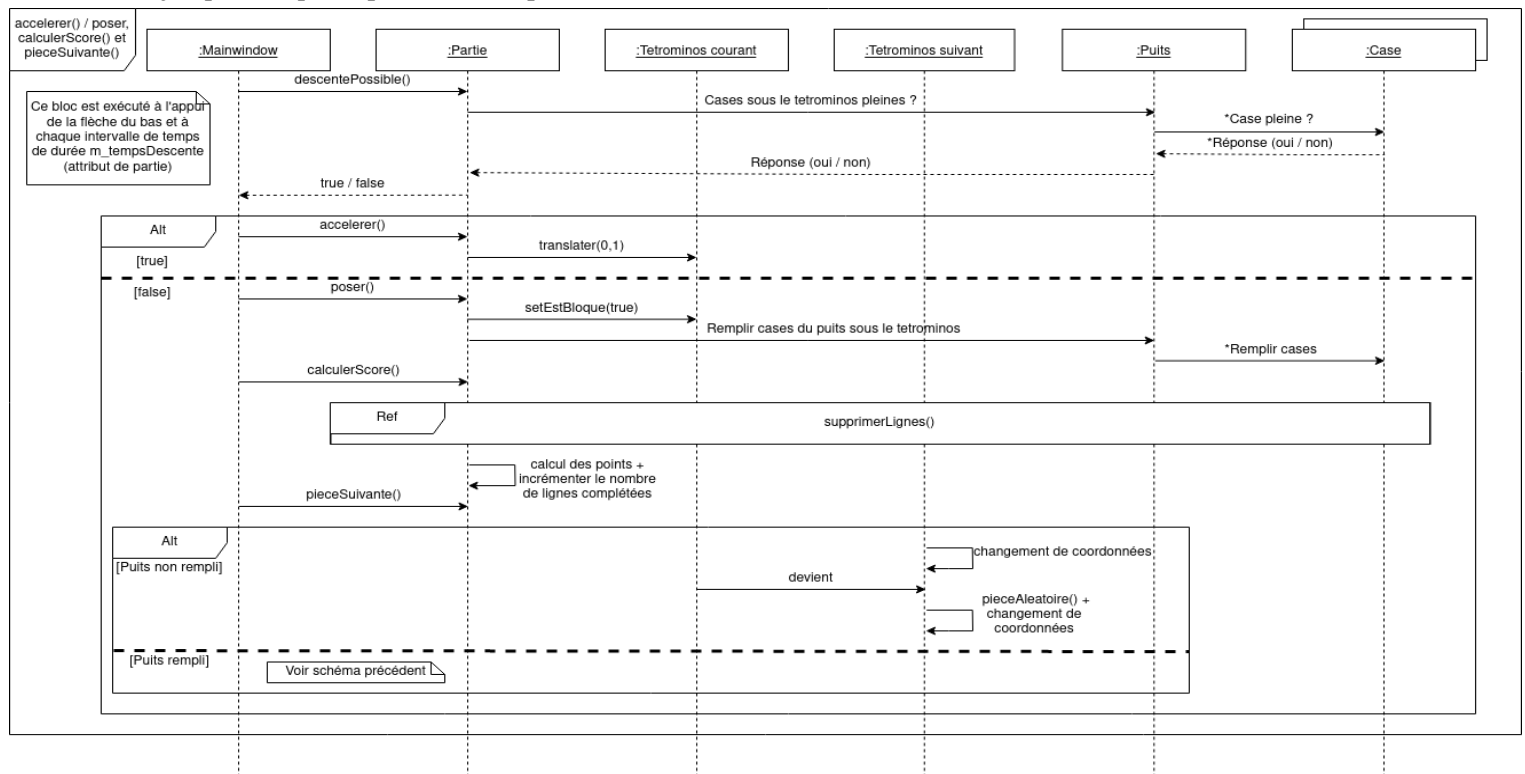 accelerer() / poser,
calculerScore() et
pieceSuivante()
:Mainwindow
:Partie
:Tetrominos courant
:Tetrominos suivant
:Puits
:Case
descentePossible()
Ce bloc est exécuté à l'appui
de la flèche du bas et à
chaque intervalle de temps
de durée m_tempsDescente
(attribut de partie)
Cases sous le tetrominos pleines ?
*Case pleine ?
*Réponse (oui / non)
Réponse (oui / non)
true / false
Alt
accelerer()
translater(0,1)
[true]
[false]
poser()
setEstBloque(true)
Remplir cases du puits sous le tetrominos
*Remplir cases
calculerScore()
Ref
supprimerLignes()
calcul des points +
incrémenter le nombre
de lignes complétées
pieceSuivante()
Alt
[Puits non rempli]
changement de coordonnées
devient
pieceAleatoire() +
changement de
coordonnées
[Puits rempli]
Voir schéma précédent